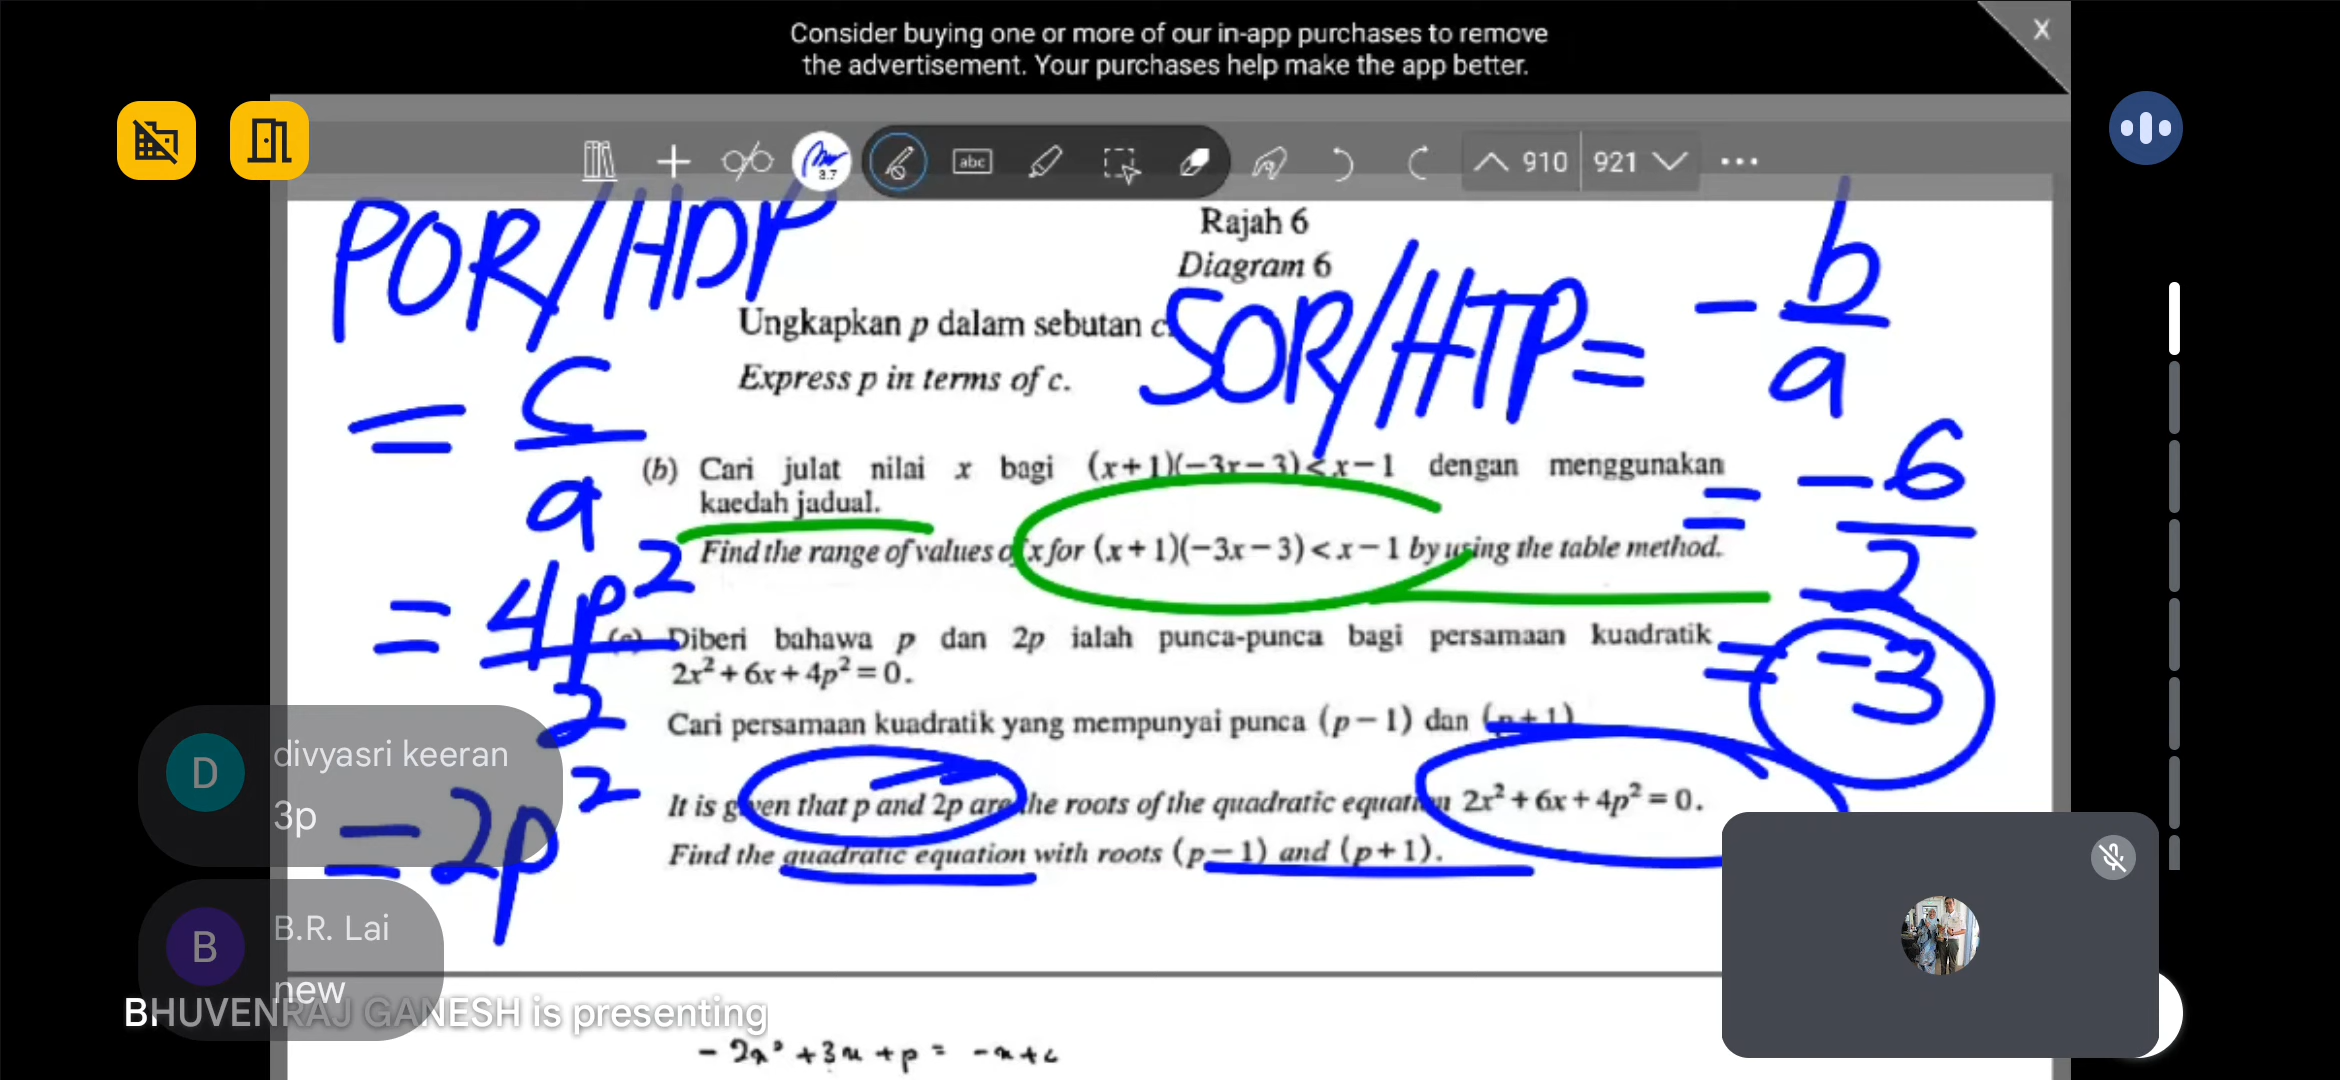 Consider buying one or more of our in-app purchases to remove
the advertisement. Your purchases help make the app better.
X
3.7
abc
910
921
Rajah 6
Diagram 6
POR/HDP
= c/a
= 4p²/2
= 2p²
SOR/HTP = -b/a
= -6/2
= -3
Ungkapkan p dalam sebutan c.
Express p in terms of c.
(b) Cari julat nilai x bagi (x+1)(−3x−3)<x−1 dengan menggunakan
kaedah jadual.
Find the range of values of x for (x+1)(−3x−3)<x−1 by using the table method.
(c) Diberi bahawa p dan 2p ialah punca-punca bagi persamaan kuadratik
2x²+6x+4p²=0.
Cari persamaan kuadratik yang mempunyai punca (p−1) dan (p+1)
It is given that p and 2p are the roots of the quadratic equation 2x²+6x+4p²=0.
Find the quadratic equation with roots (p−1) and (p+1).
D
divyasri keeran
3p
B
B.R. Lai
new
BHUVENRAJ GANESH is presenting
- 2x² + 3x + p = -x + c